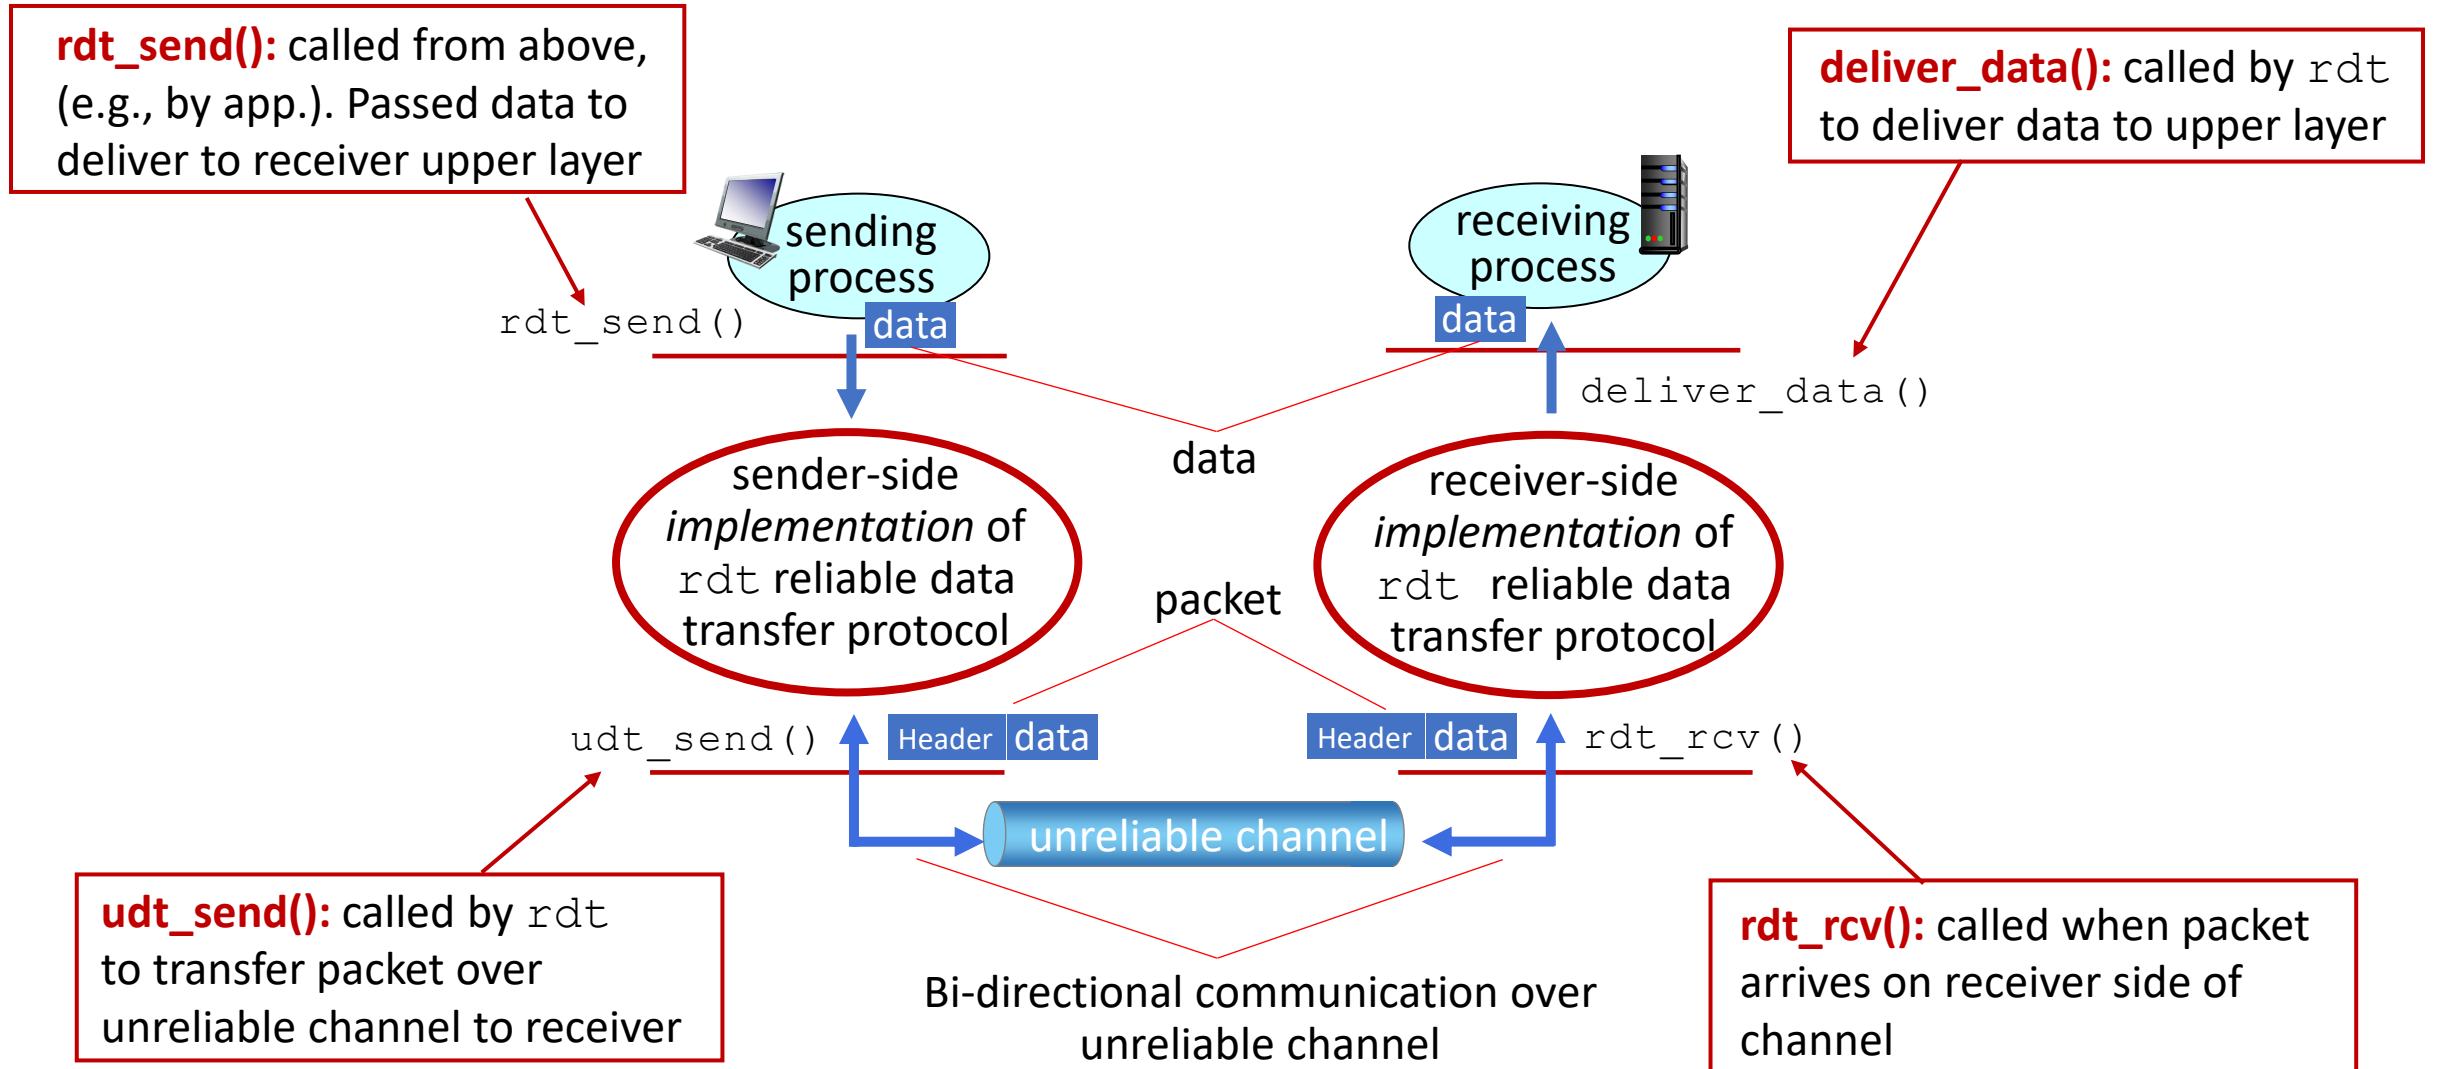 rdt_send(): called from above,
(e.g., by app.). Passed data to
deliver to receiver upper layer
deliver_data(): called by rdt
to deliver data to upper layer
sending
process
receiving
process
rdt_send()
data
data
deliver_data()
data
sender-side
implementation of
rdt reliable data
transfer protocol
receiver-side
implementation of
rdt reliable data
transfer protocol
packet
udt_send()
Header data
Header data
rdt_rcv()
unreliable channel
udt_send(): called by rdt
to transfer packet over
unreliable channel to receiver
Bi-directional communication over
unreliable channel
rdt_rcv(): called when packet
arrives on receiver side of
channel